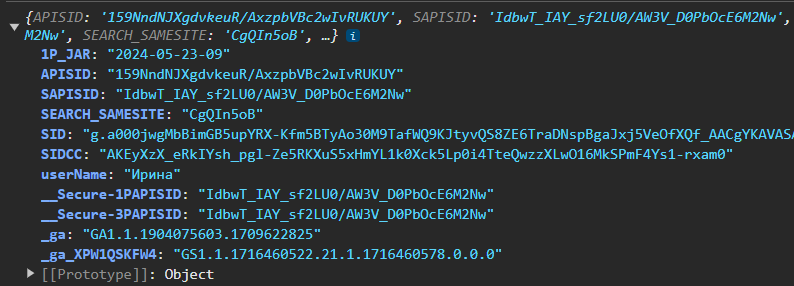 {APISID: '159NndNJXgdvkeuR/AxzpbVBc2wIvRUKUY', SAPISID: 'IdbwT_IAY_sf2LU0/AW3V_D0PbOcE6M2Nw',
M2Nw', SEARCH_SAMESITE: 'CgQIn5oB', …} i
1P_JAR: "2024-05-23-09"
APISID: "159NndNJXgdvkeuR/AxzpbVBc2wIvRUKUY"
SAPISID: "IdbwT_IAY_sf2LU0/AW3V_D0PbOcE6M2Nw"
SEARCH_SAMESITE: "CgQIn5oB"
SID: "g.a000jwgMbBimGB5upYRX-Kfm5BTyAo30M9TafWQ9KJtyvQS8ZE6TraDNspBgaJxj5VeOfXQf_AACgYKAVASA
SIDCC: "AKEyXzX_eRkIYsh_pgl-Ze5RKXuS5xHmYL1k0Xck5Lp0i4TteQwzzXLwO16MkSPmF4Ys1-rxam0"
userName: "Ирина"
__Secure-1PAPISID: "IdbwT_IAY_sf2LU0/AW3V_D0PbOcE6M2Nw"
__Secure-3PAPISID: "IdbwT_IAY_sf2LU0/AW3V_D0PbOcE6M2Nw"
_ga: "GA1.1.1904075603.1709622825"
_ga_XPW1QSKFW4: "GS1.1.1716460522.21.1.1716460578.0.0.0"
[[Prototype]]: Object